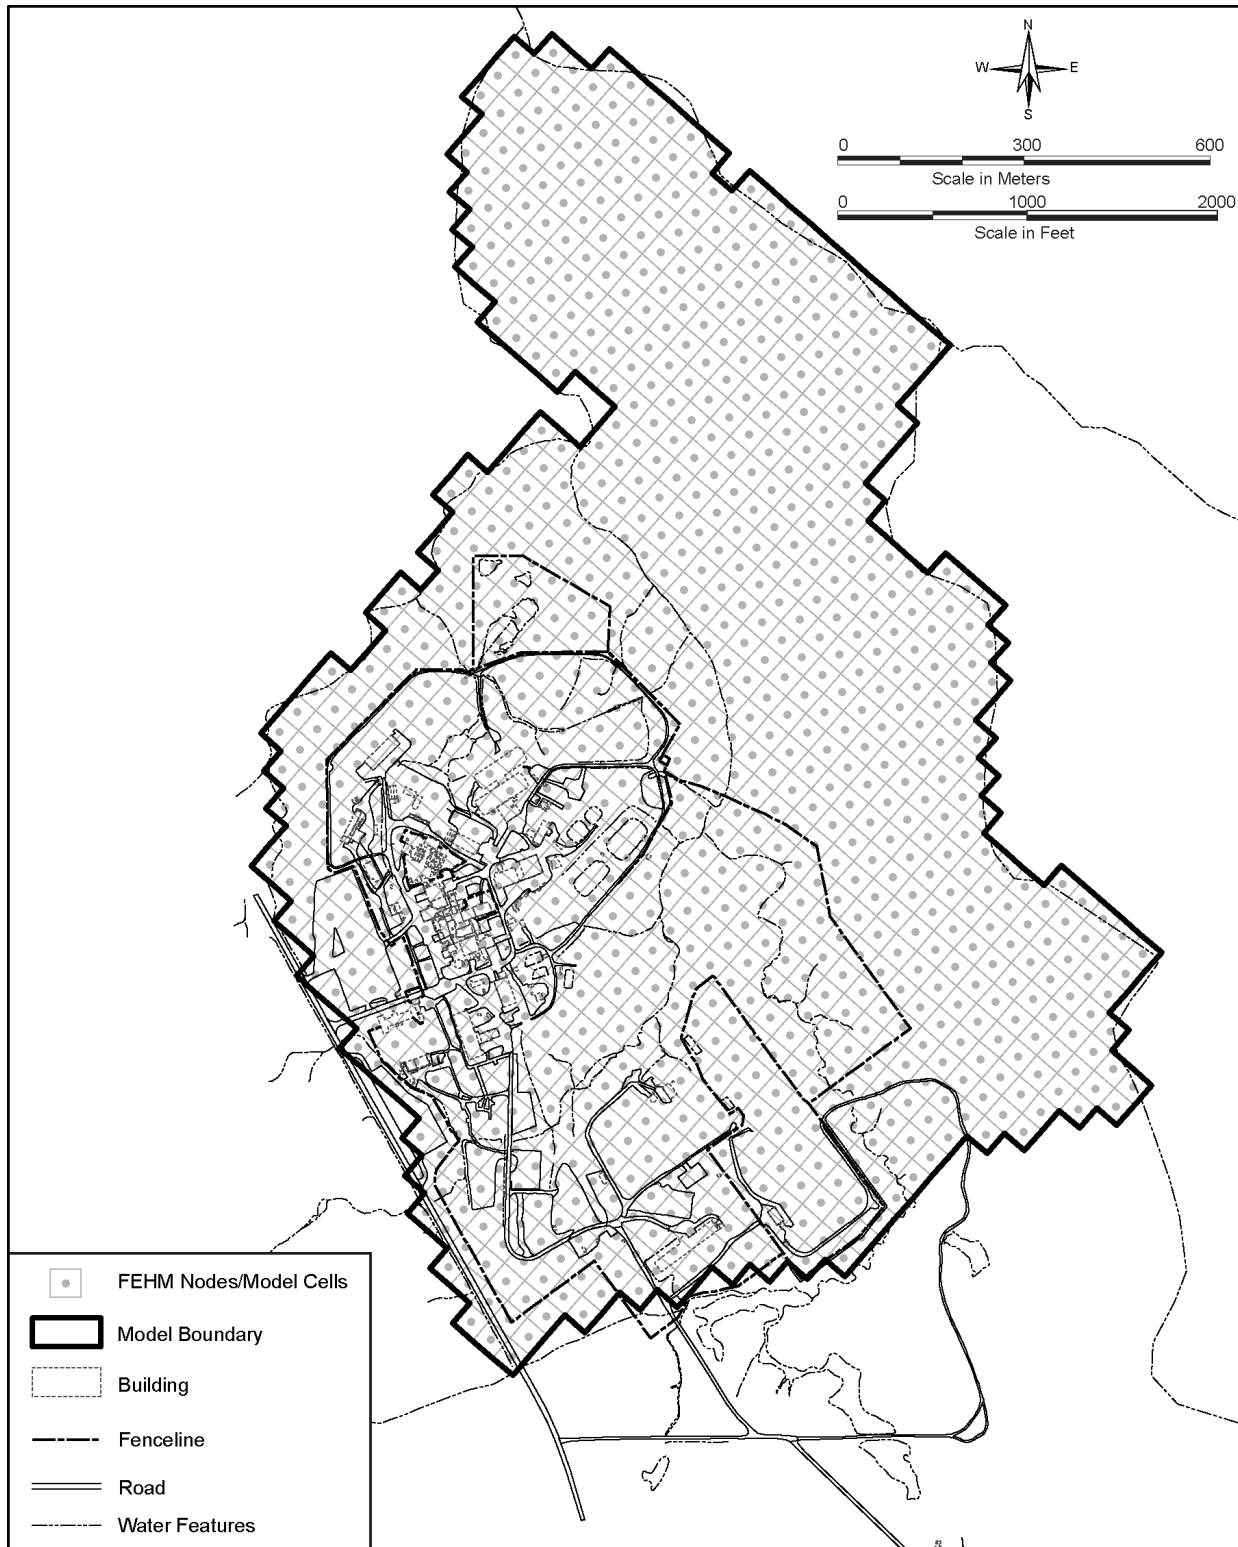 N
W E
S
0 300 600
Scale in Meters
0 1000 2000
Scale in Feet
FEHM Nodes/Model Cells
Model Boundary
Building
Fenceline
Road
Water Features